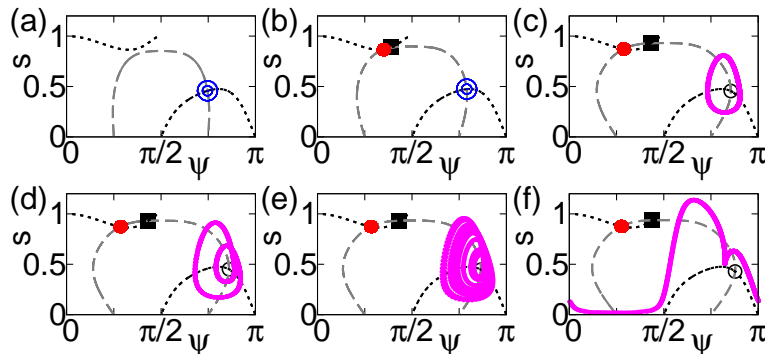 (a) (b) (c)
s 1 0.5 0 1 0.5 0 1 0.5 0
0 π/2 ψ π 0 π/2 ψ π 0 π/2 ψ π
(d) (e) (f)
s 1 0.5 0 1 0.5 0 s 1 0.5 0
0 π/2 ψ π 0 π/2 ψ π 0 π/2 ψ π